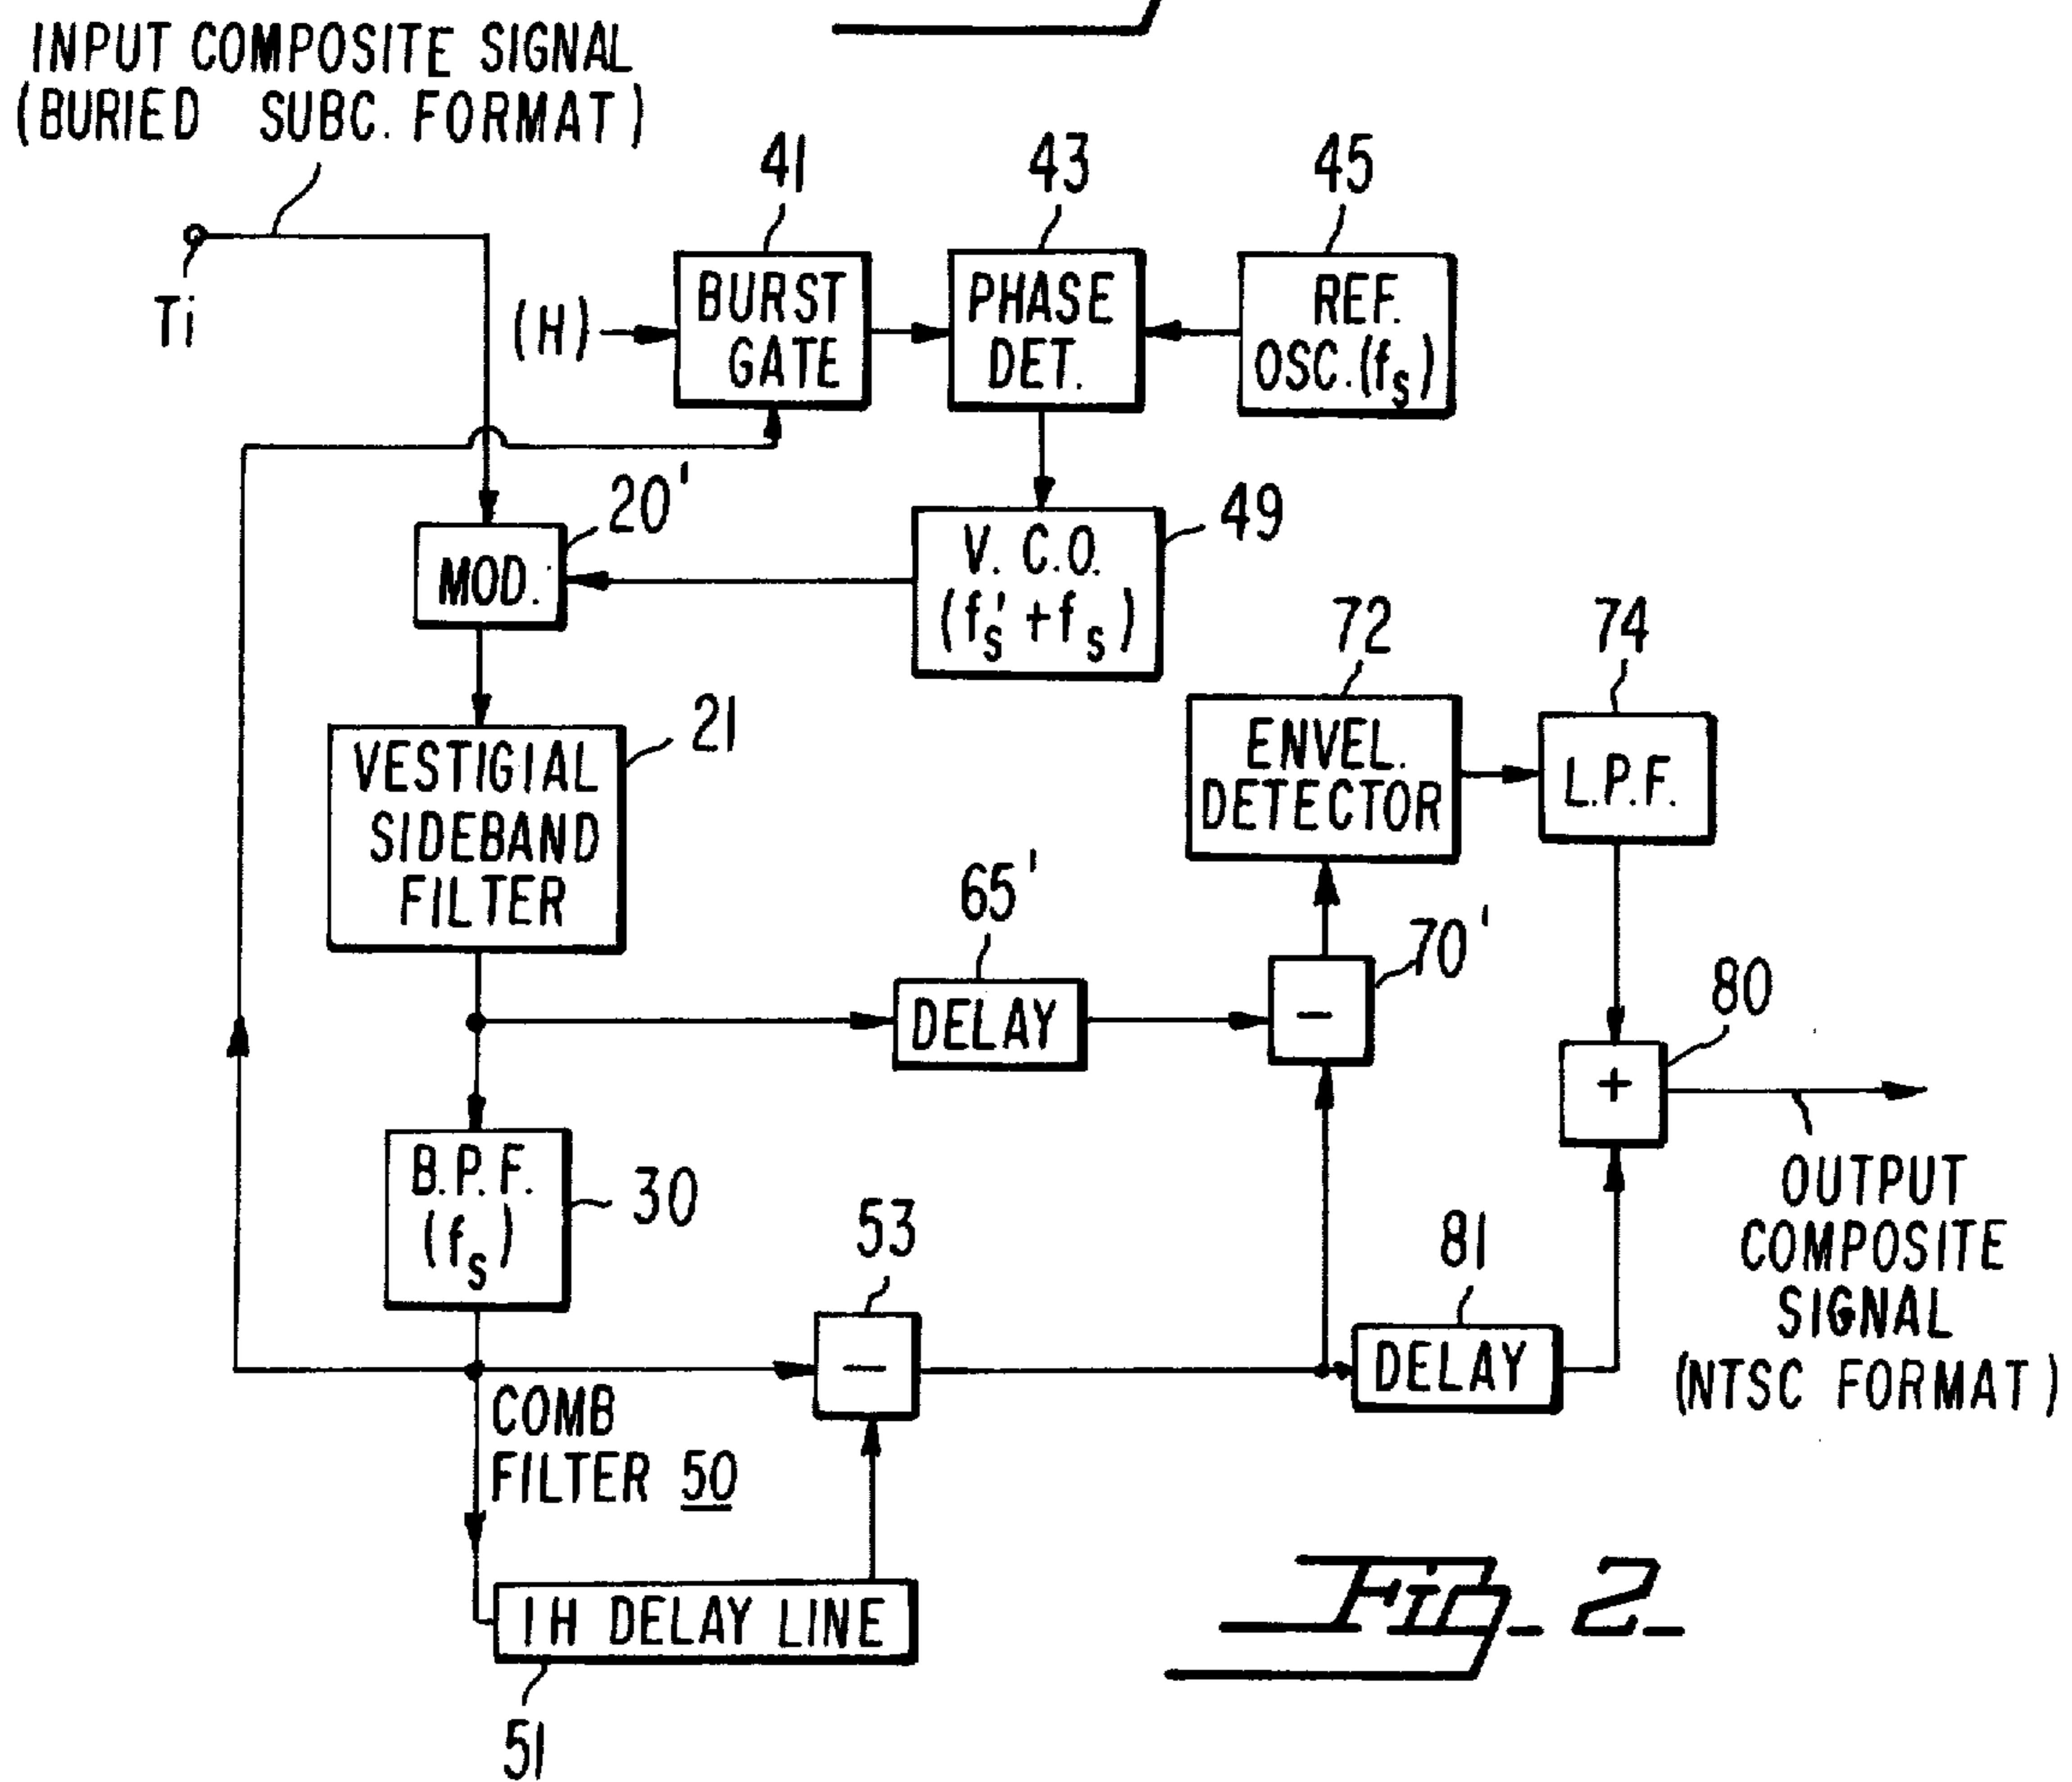 INPUT COMPOSITE SIGNAL
(BURIED SUBC. FORMAT)
Ti
41
43
45
(H)
BURST
GATE
PHASE
DET.
REF.
OSC.(fs)
20'
MOD.
V. C.O.
(fs'+fs)
49
21
VESTIGIAL
SIDEBAND
FILTER
72
ENVEL.
DETECTOR
74
L.P.F.
65'
DELAY
70'
−
80
+
B.P.F.
(fs)
30
53
−
81
DELAY
OUTPUT
COMPOSITE
SIGNAL
(NTSC FORMAT)
COMB
FILTER 50
1H DELAY LINE
51
Fig_ 2_